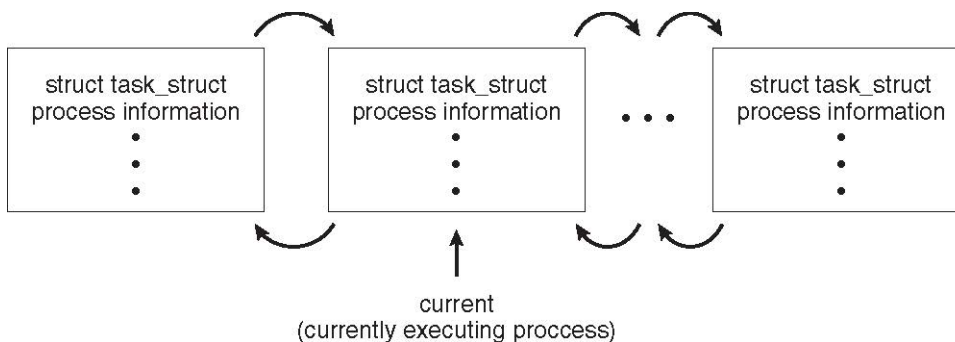 struct task_struct
process information
struct task_struct
process information
struct task_struct
process information
current
(currently executing proccess)